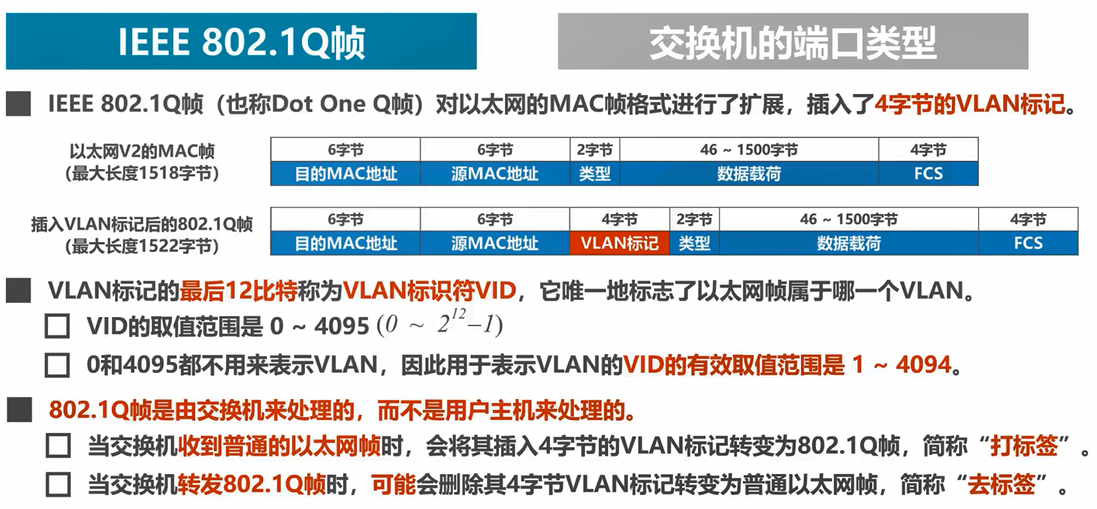 IEEE 802.1Q帧
交换机的端口类型
IEEE 802.1Q帧（也称Dot One Q帧）对以太网的MAC帧格式进行了扩展，插入了4字节的VLAN标记。
以太网V2的MAC帧
（最大长度1518字节）
6字节 6字节 2字节 46 ~ 1500字节 4字节
目的MAC地址 源MAC地址 类型 数据载荷 FCS
插入VLAN标记后的802.1Q帧
（最大长度1522字节）
6字节 6字节 4字节 2字节 46 ~ 1500字节 4字节
目的MAC地址 源MAC地址 VLAN标记 类型 数据载荷 FCS
VLAN标记的最后12比特称为VLAN标识符VID，它唯一地标志了以太网帧属于哪一个VLAN。
VID的取值范围是 0 ~ 4095 (0 ~ 2^12−1)
0和4095都不用来表示VLAN，因此用于表示VLAN的VID的有效取值范围是 1 ~ 4094。
802.1Q帧是由交换机来处理的，而不是用户主机来处理的。
当交换机收到普通的以太网帧时，会将其插入4字节的VLAN标记转变为802.1Q帧，简称“打标签”。
当交换机转发802.1Q帧时，可能会删除其4字节VLAN标记转变为普通以太网帧，简称“去标签”。